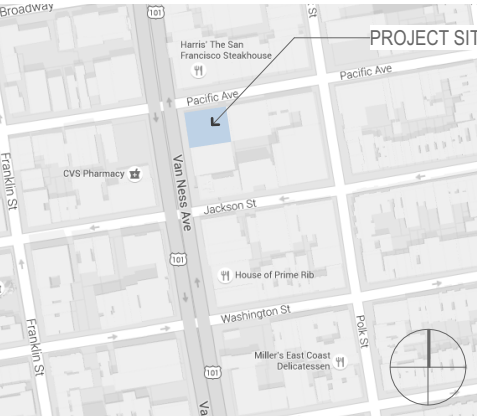 Broadway
101
St
Harris' The San
Francisco Steakhouse
PROJECT SIT
Pacific Ave
Pacific Ave
Franklin St
CVS Pharmacy
Van Ness Ave
Jackson St
101
House of Prime Rib
Washington St
Franklin St
Polk St
Miller's East Coast
Delicatessen
101
Va